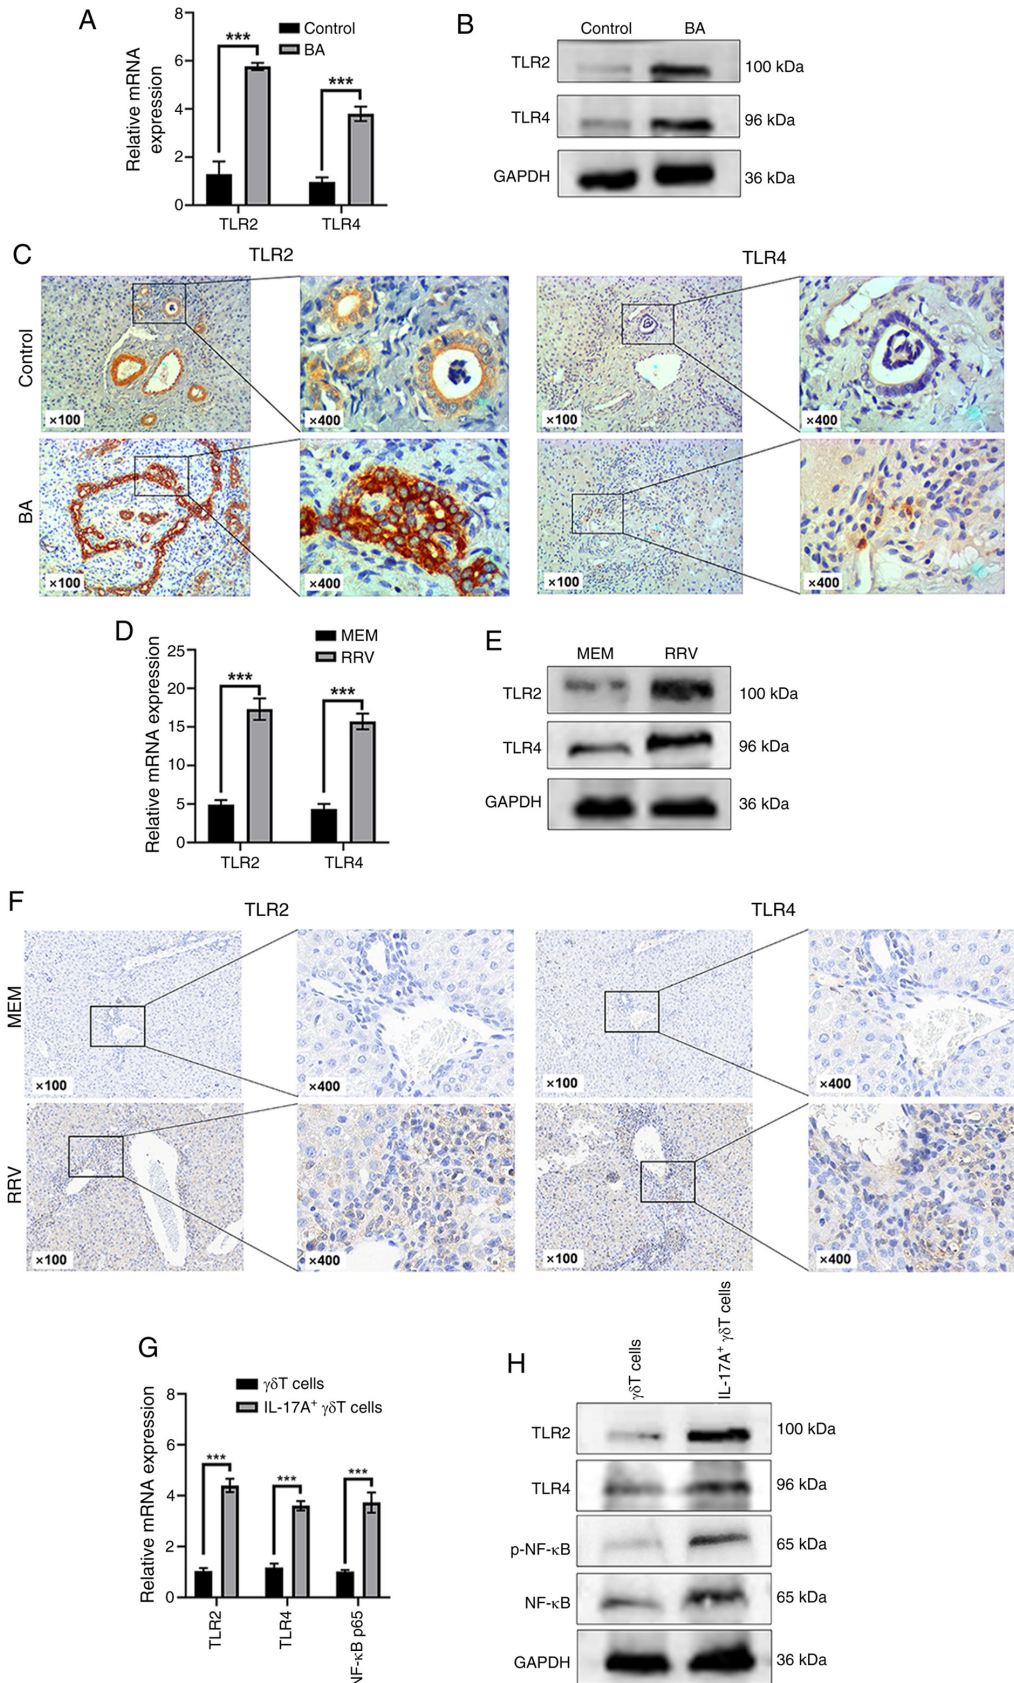 A
8
6
4
2
0
Relative mRNA
expression
Control
BA
***
***
TLR2
TLR4
B
Control
BA
TLR2
100 kDa
TLR4
96 kDa
GAPDH
36 kDa
C
TLR2
TLR4
Control
×100
×400
×100
×400
BA
×100
×400
×100
×400
D
MEM
RRV
25
20
15
10
5
0
Relative mRNA expression
***
***
TLR2
TLR4
E
MEM
RRV
TLR2
100 kDa
TLR4
96 kDa
GAPDH
36 kDa
F
TLR2
TLR4
MEM
×100
×400
×100
×400
RRV
×100
×400
×100
×400
G
γδT cells
IL-17A⁺ γδT cells
8
6
4
2
0
Relative mRNA expression
***
***
***
TLR2
TLR4
NF-κB p65
H
γδT cells
IL-17A⁺ γδT cells
TLR2
100 kDa
TLR4
96 kDa
p-NF-κB
65 kDa
NF-κB
65 kDa
GAPDH
36 kDa